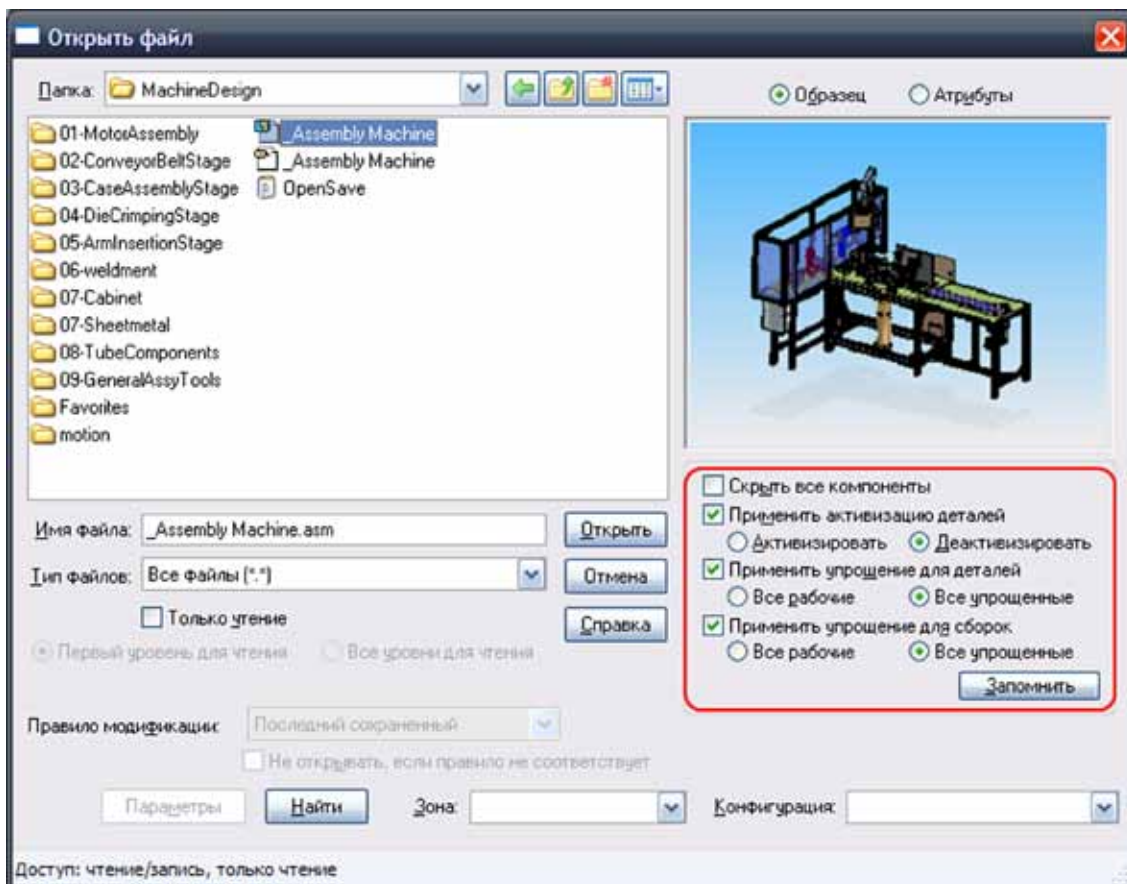 Открыть файл
Папка: MachineDesign
Образец Атрибуты
01-MotorAssembly
02-ConveyorBeltStage
03-CaseAssemblyStage
04-DieCrimpingStage
05-ArmInsertionStage
06-weldment
07-Cabinet
07-Sheetmetal
08-TubeComponents
09-GeneralAssyTools
Favorites
motion
_Assembly Machine
_Assembly Machine
OpenSave
Имя файла: _Assembly Machine.asm Открыть
Тип файлов: Все файлы (*.*) Отмена
Только чтение Справка
Первый уровень для чтения Все уровни для чтения
Скрыть все компоненты
Применить активизацию деталей
Активизировать Деактивизировать
Применить упрощение для деталей
Все рабочие Все упрощенные
Применить упрощение для сборок
Все рабочие Все упрощенные
Запомнить
Правило модификации: Последний сохраненный
Не открывать, если правило не соответствует
Параметры Найти Зона: Конфигурация:
Доступ: чтение/запись, только чтение